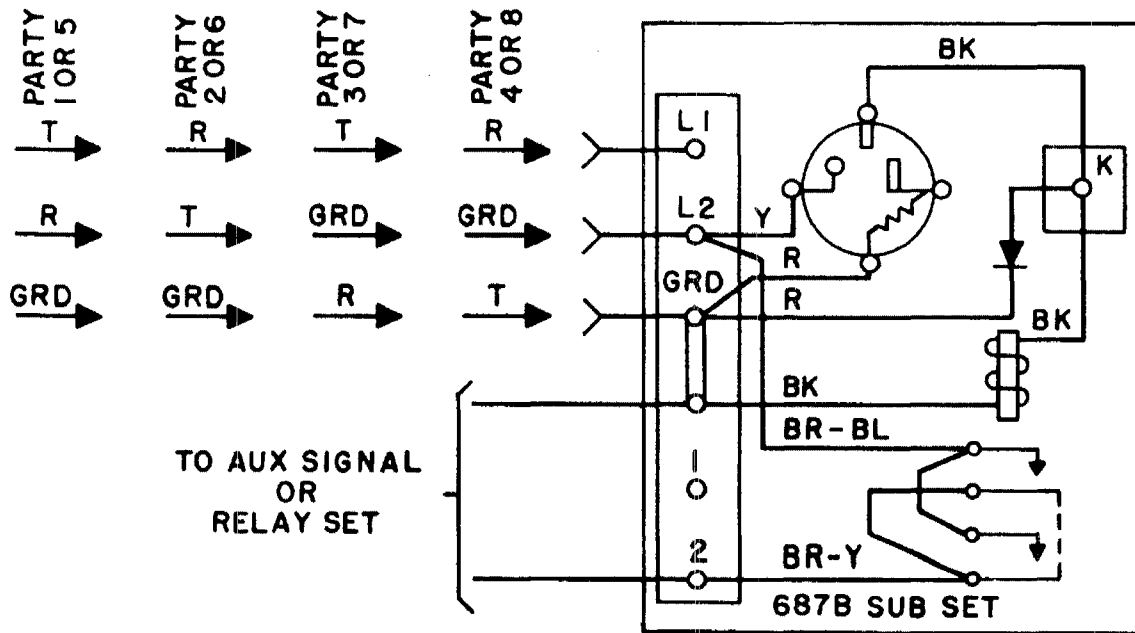 PARTY 1 OR 5
PARTY 2 OR 6
PARTY 3 OR 7
PARTY 4 OR 8
T R T R
R T GRD GRD
GRD GRD R T
L1
L2
GRD
1
2
BK
K
Y
R
R
BK
BK
BR-BL
BR-Y
TO AUX SIGNAL
OR
RELAY SET
687B SUB SET